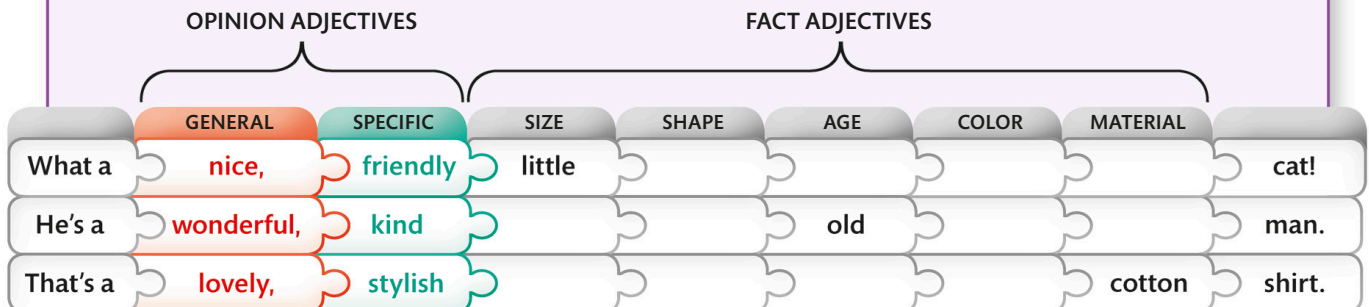 OPINION ADJECTIVES FACT ADJECTIVES
GENERAL SPECIFIC SIZE SHAPE AGE COLOR MATERIAL
What a nice, friendly little cat!
He's a wonderful, kind old man.
That's a lovely, stylish cotton shirt.